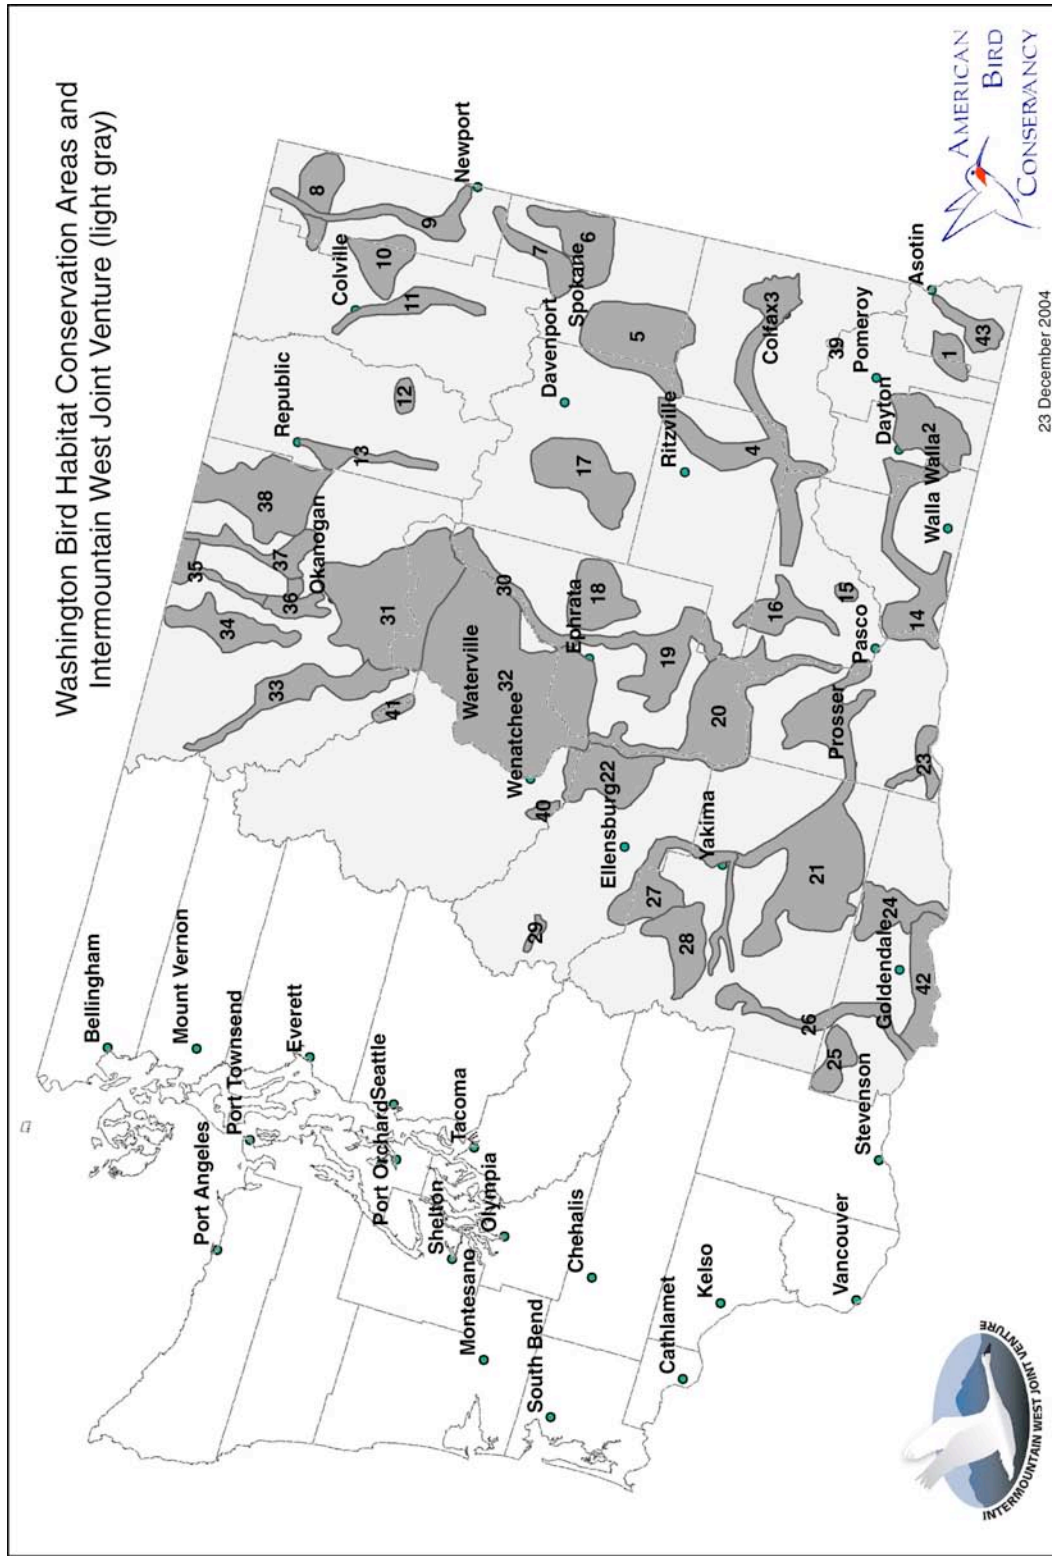 Washington Bird Habitat Conservation Areas and
Intermountain West Joint Venture (light gray)
Bellingham
Mount Vernon
Port Angeles
Port Townsend
Everett
Port Orchard
Seattle
Shelton
Tacoma
Montesano
Olympia
South Bend
Chehalis
Cathlamet
Kelso
Vancouver
Stevenson
Goldendale
Yakima
Ellensburg
Wenatchee
Waterville
Ephrata
Okanogan
Republic
Colville
Newport
Davenport
Spokane
Ritzville
Colfax
Prosser
Pasco
Walla Walla
Dayton
Pomeroy
Asotin
1
2
3
4
5
6
7
8
9
10
11
12
13
14
15
16
17
18
19
20
21
22
23
24
25
26
27
28
29
30
31
32
33
34
35
36
37
38
39
40
41
42
43
INTERMOUNTAIN WEST JOINT VENTURE
AMERICAN
BIRD
CONSERVANCY
23 December 2004